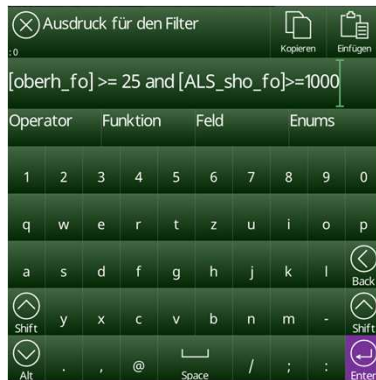 Ausdruck für den Filter
: 0
Kopieren Einfügen
[oberh_fo] >= 25 and [ALS_sho_fo]>=1000
Operator Funktion Feld Enums
1 2 3 4 5 6 7 8 9 0
q w e r t z u i o p
a s d f g h j k l Back
Shift y x c v b n m - Shift
Alt . , @ Space / ; : Enter